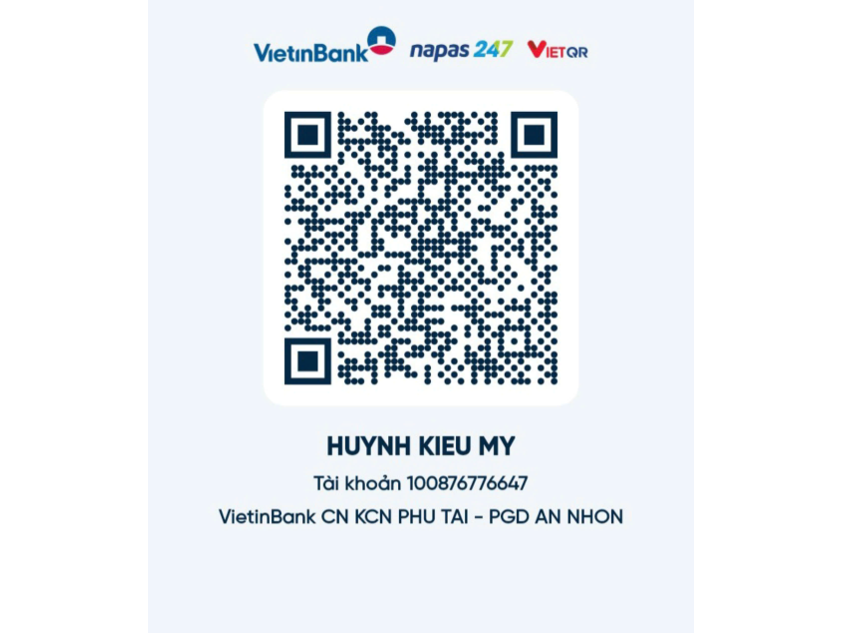 VietinBank napas 247 VIETQR
HUYNH KIEU MY
Tài khoản 100876776647
VietinBank CN KCN PHU TAI - PGD AN NHON